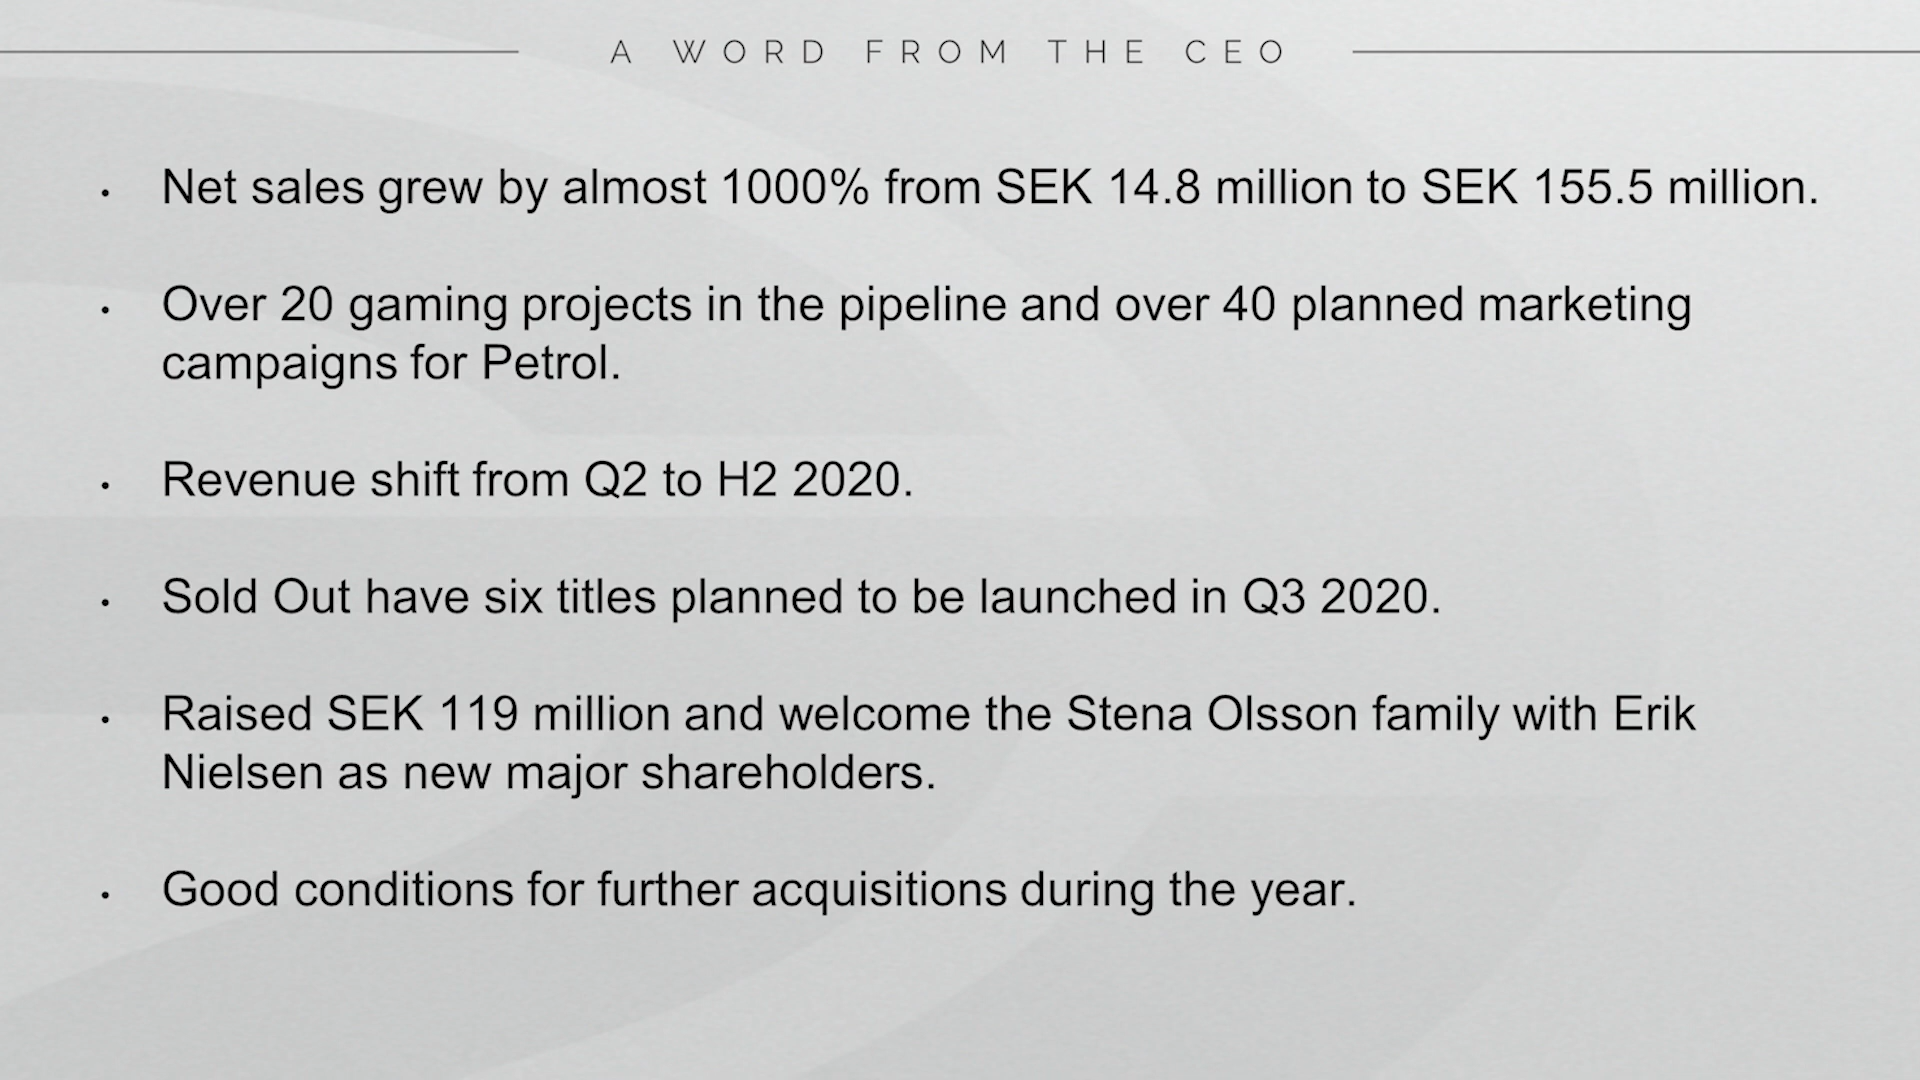 A WORD FROM THE CEO
• Net sales grew by almost 1000% from SEK 14.8 million to SEK 155.5 million.
• Over 20 gaming projects in the pipeline and over 40 planned marketing
campaigns for Petrol.
• Revenue shift from Q2 to H2 2020.
• Sold Out have six titles planned to be launched in Q3 2020.
• Raised SEK 119 million and welcome the Stena Olsson family with Erik
Nielsen as new major shareholders.
• Good conditions for further acquisitions during the year.